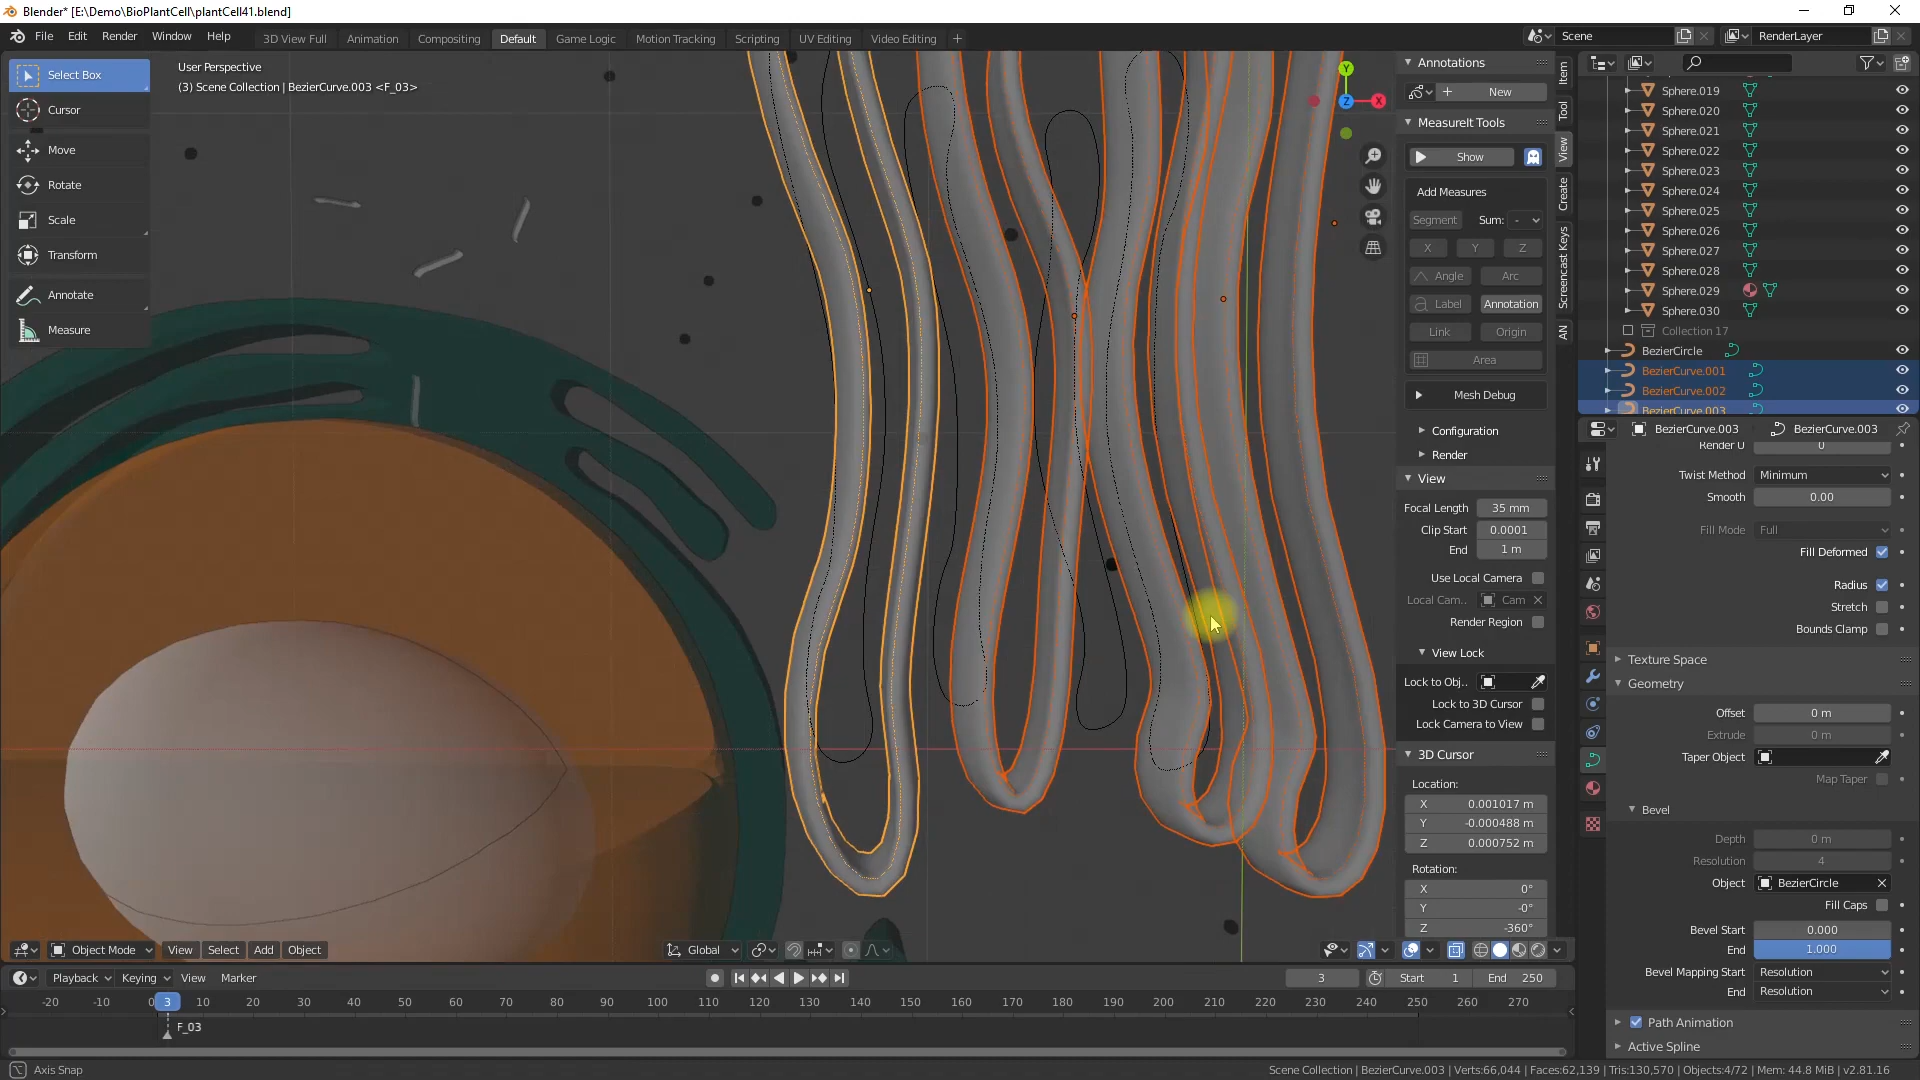 Blender* [E:\Demo\BioPlantCell\plantCell41.blend]
File Edit Render Window Help
3D View Full Animation Compositing Default Game Logic Motion Tracking Scripting UV Editing Video Editing +
Scene
RenderLayer
Select Box
Cursor
Move
Rotate
Scale
Transform
Annotate
Measure
User Perspective
(3) Scene Collection | BezierCurve.003 <F_03>
Y
Z
X
Annotations
+ New
MeasureIt Tools
Show
Add Measures
Segment Sum: -
X Y Z
Angle Arc
Label Annotation
Link Origin
Area
Mesh Debug
Configuration
Render
View
Focal Length 35 mm
Clip Start 0.0001
End 1 m
Use Local Camera
Local Cam.. Cam
Render Region
View Lock
Lock to Obj..
Lock to 3D Cursor
Lock Camera to View
3D Cursor
Location:
X 0.001017 m
Y -0.000488 m
Z 0.000752 m
Rotation:
X 0°
Y -0°
Z -360°
Item
Tool
View
Create
Screencast Keys
AN
Sphere.019
Sphere.020
Sphere.021
Sphere.022
Sphere.023
Sphere.024
Sphere.025
Sphere.026
Sphere.027
Sphere.028
Sphere.029
Sphere.030
Collection 17
BezierCircle
BezierCurve.001
BezierCurve.002
BezierCurve.003
BezierCurve.003 BezierCurve.003
Render U 0
Twist Method Minimum
Smooth 0.00
Fill Mode Full
Fill Deformed
Radius
Stretch
Bounds Clamp
Texture Space
Geometry
Offset 0 m
Extrude 0 m
Taper Object
Map Taper
Bevel
Depth 0 m
Resolution 4
Object BezierCircle
Fill Caps
Bevel Start 0.000
End 1.000
Bevel Mapping Start Resolution
End Resolution
Path Animation
Active Spline
Object Mode View Select Add Object
Global
Playback Keying View Marker
3 Start 1 End 250
-20 -10 0 3 10 20 30 40 50 60 70 80 90 100 110 120 130 140 150 160 170 180 190 200 210 220 230 240 250 260 270
F_03
Axis Snap
Scene Collection | BezierCurve.003 | Verts:66,044 | Faces:62,139 | Tris:130,570 | Objects:4/72 | Mem: 44.8 MiB | v2.81.16